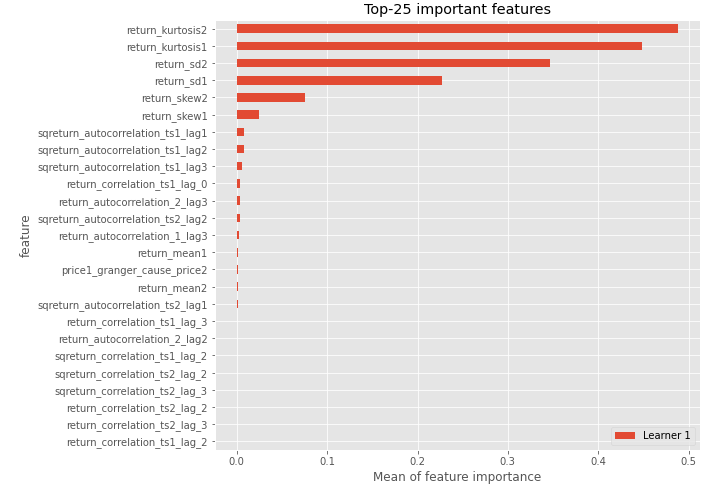 Top-25 important features
return_kurtosis2
return_kurtosis1
return_sd2
return_sd1
return_skew2
return_skew1
sqreturn_autocorrelation_ts1_lag1
sqreturn_autocorrelation_ts1_lag2
sqreturn_autocorrelation_ts1_lag3
return_correlation_ts1_lag_0
return_autocorrelation_2_lag3
sqreturn_autocorrelation_ts2_lag2
return_autocorrelation_1_lag3
return_mean1
price1_granger_cause_price2
return_mean2
sqreturn_autocorrelation_ts2_lag1
return_correlation_ts1_lag_3
return_autocorrelation_2_lag2
sqreturn_correlation_ts1_lag_2
sqreturn_correlation_ts2_lag_2
sqreturn_correlation_ts2_lag_3
return_correlation_ts2_lag_2
return_correlation_ts2_lag_3
return_correlation_ts1_lag_2
feature
Learner 1
0.0 0.1 0.2 0.3 0.4 0.5
Mean of feature importance